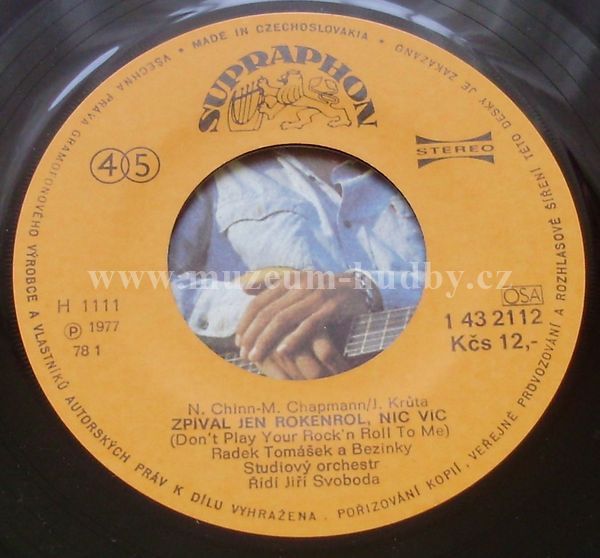 VŠECHNA PRÁVA GRAMOFONOVÉHO VÝROBCE A VLASTNÍKŮ AUTORSKÝCH PRÁV K DÍLU VYHRAŽENA. POŘIZOVÁNÍ KOPIÍ, VEŘEJNÉ PROVOZOVÁNÍ A ROZHLASOVÉ ŠÍŘENÍ TÉTO DESKY JE ZAKÁZÁNO • MADE IN CZECHOSLOVAKIA •
SUPRAPHON
45
STEREO
www.muzeum-hudby.cz
H 1111
℗ 1977
78 1
OSA
1 43 2112
Kčs 12,-
N. Chinn-M. Chapmann/J. Krůta
ZPÍVAL JEN ROKENROL, NIC VÍC
(Don't Play Your Rock'n Roll To Me)
Radek Tomášek a Bezinky
Studiový orchestr
Řídí Jiří Svoboda